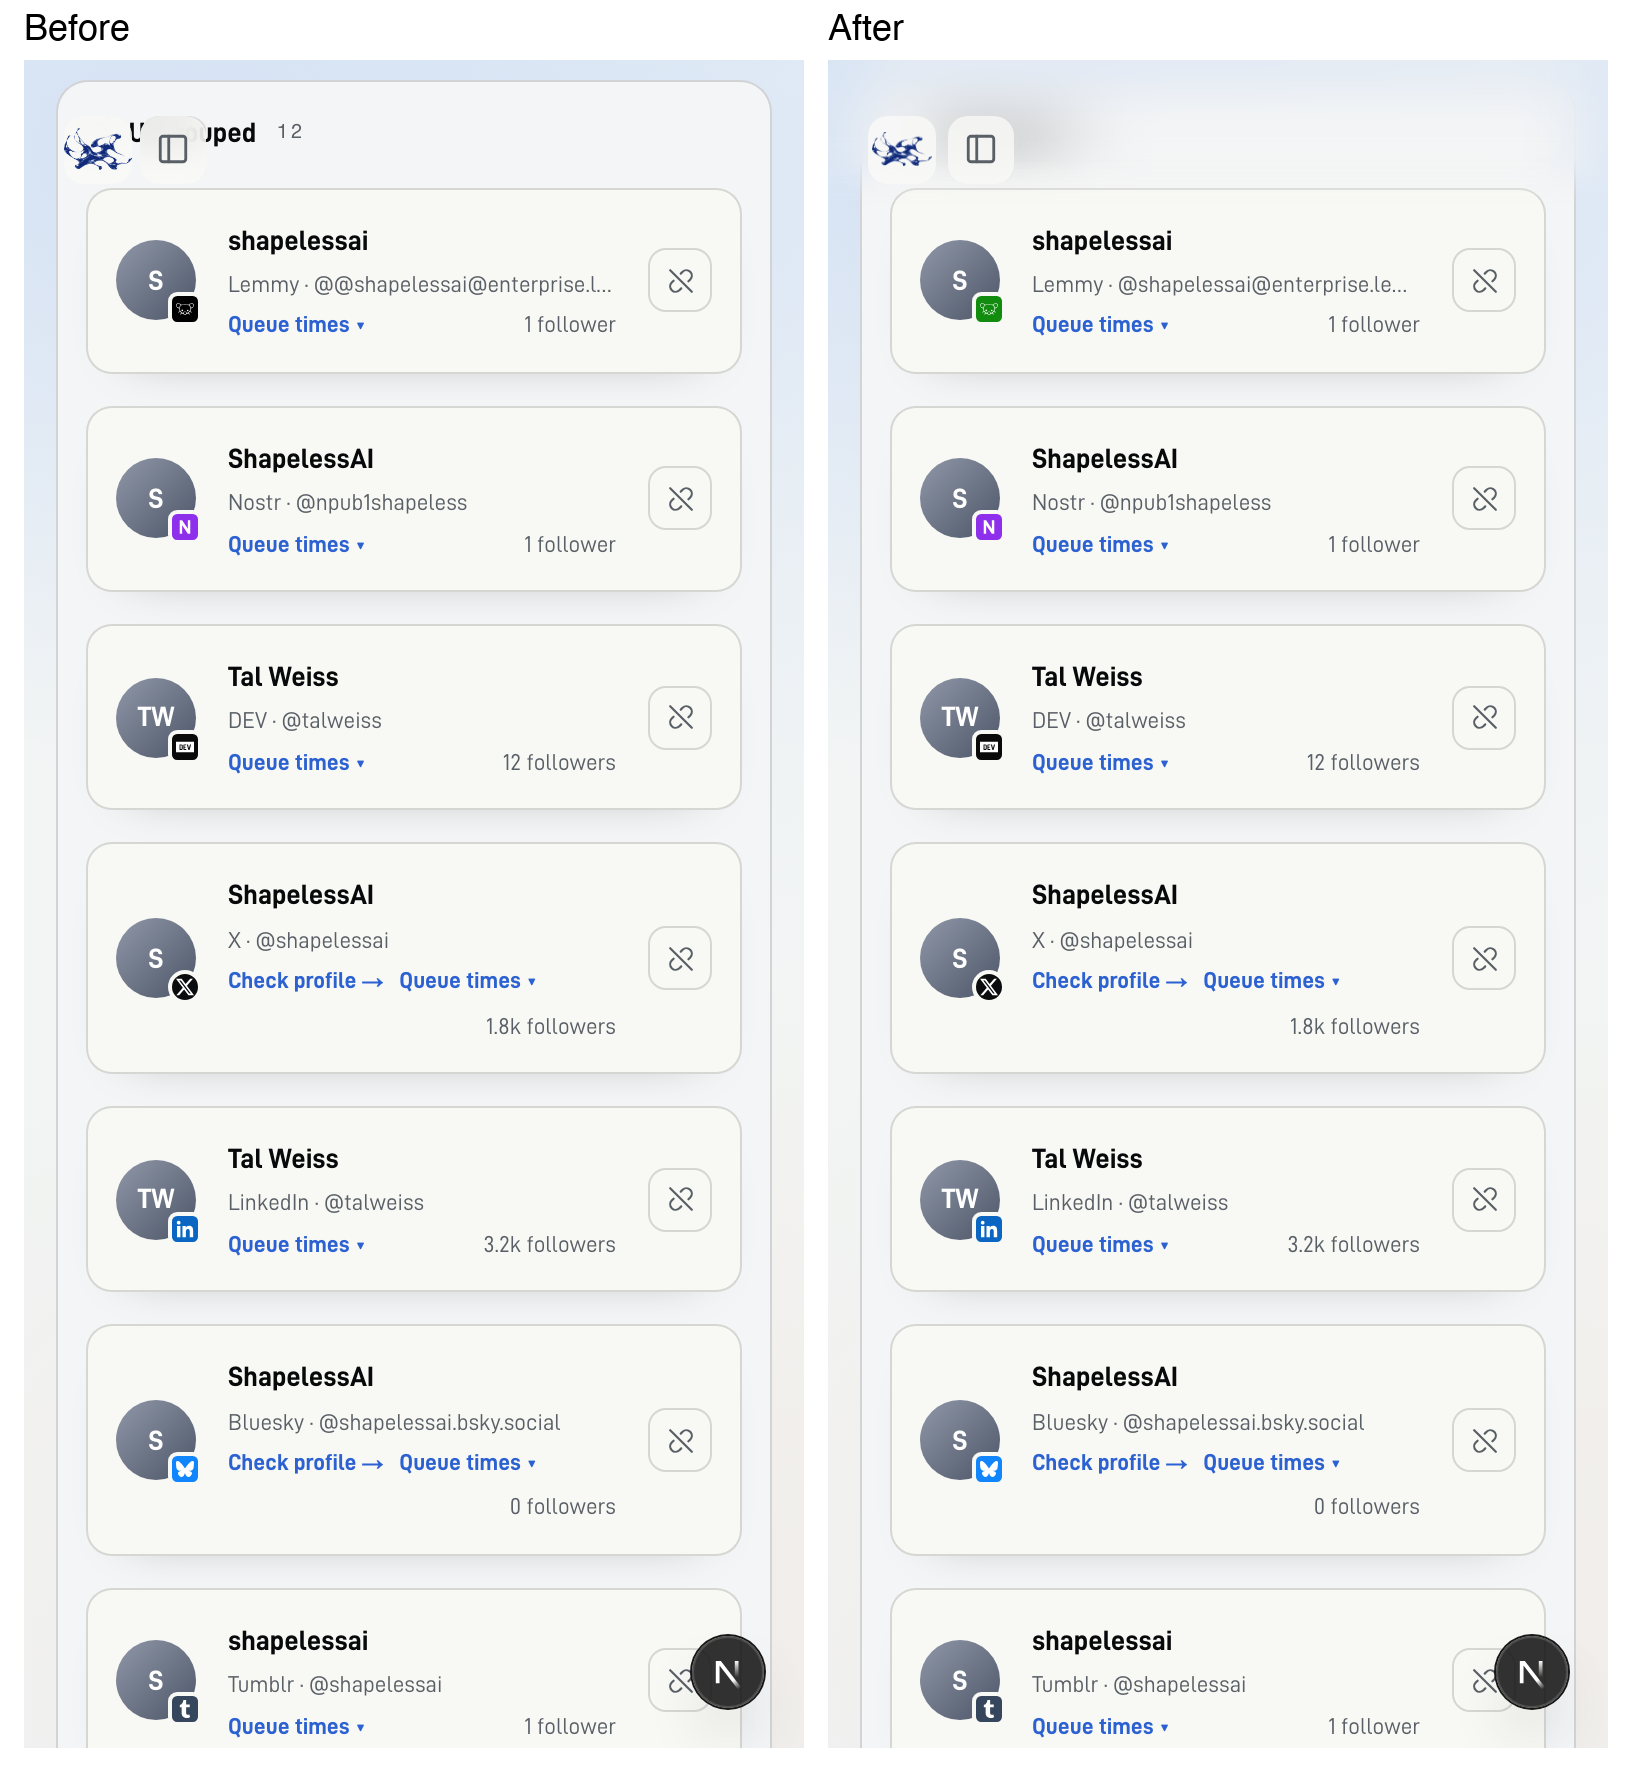 Before
uped 12
shapelessai
Lemmy · @@shapelessai@enterprise.l...
Queue times ▾ 1 follower
ShapelessAI
Nostr · @npub1shapeless
Queue times ▾ 1 follower
Tal Weiss
DEV · @talweiss
Queue times ▾ 12 followers
ShapelessAI
X · @shapelessai
Check profile → Queue times ▾
1.8k followers
Tal Weiss
LinkedIn · @talweiss
Queue times ▾ 3.2k followers
ShapelessAI
Bluesky · @shapelessai.bsky.social
Check profile → Queue times ▾
0 followers
shapelessai
Tumblr · @shapelessai
Queue times ▾ 1 follower
After
shapelessai
Lemmy · @shapelessai@enterprise.le...
Queue times ▾ 1 follower
ShapelessAI
Nostr · @npub1shapeless
Queue times ▾ 1 follower
Tal Weiss
DEV · @talweiss
Queue times ▾ 12 followers
ShapelessAI
X · @shapelessai
Check profile → Queue times ▾
1.8k followers
Tal Weiss
LinkedIn · @talweiss
Queue times ▾ 3.2k followers
ShapelessAI
Bluesky · @shapelessai.bsky.social
Check profile → Queue times ▾
0 followers
shapelessai
Tumblr · @shapelessai
Queue times ▾ 1 follower